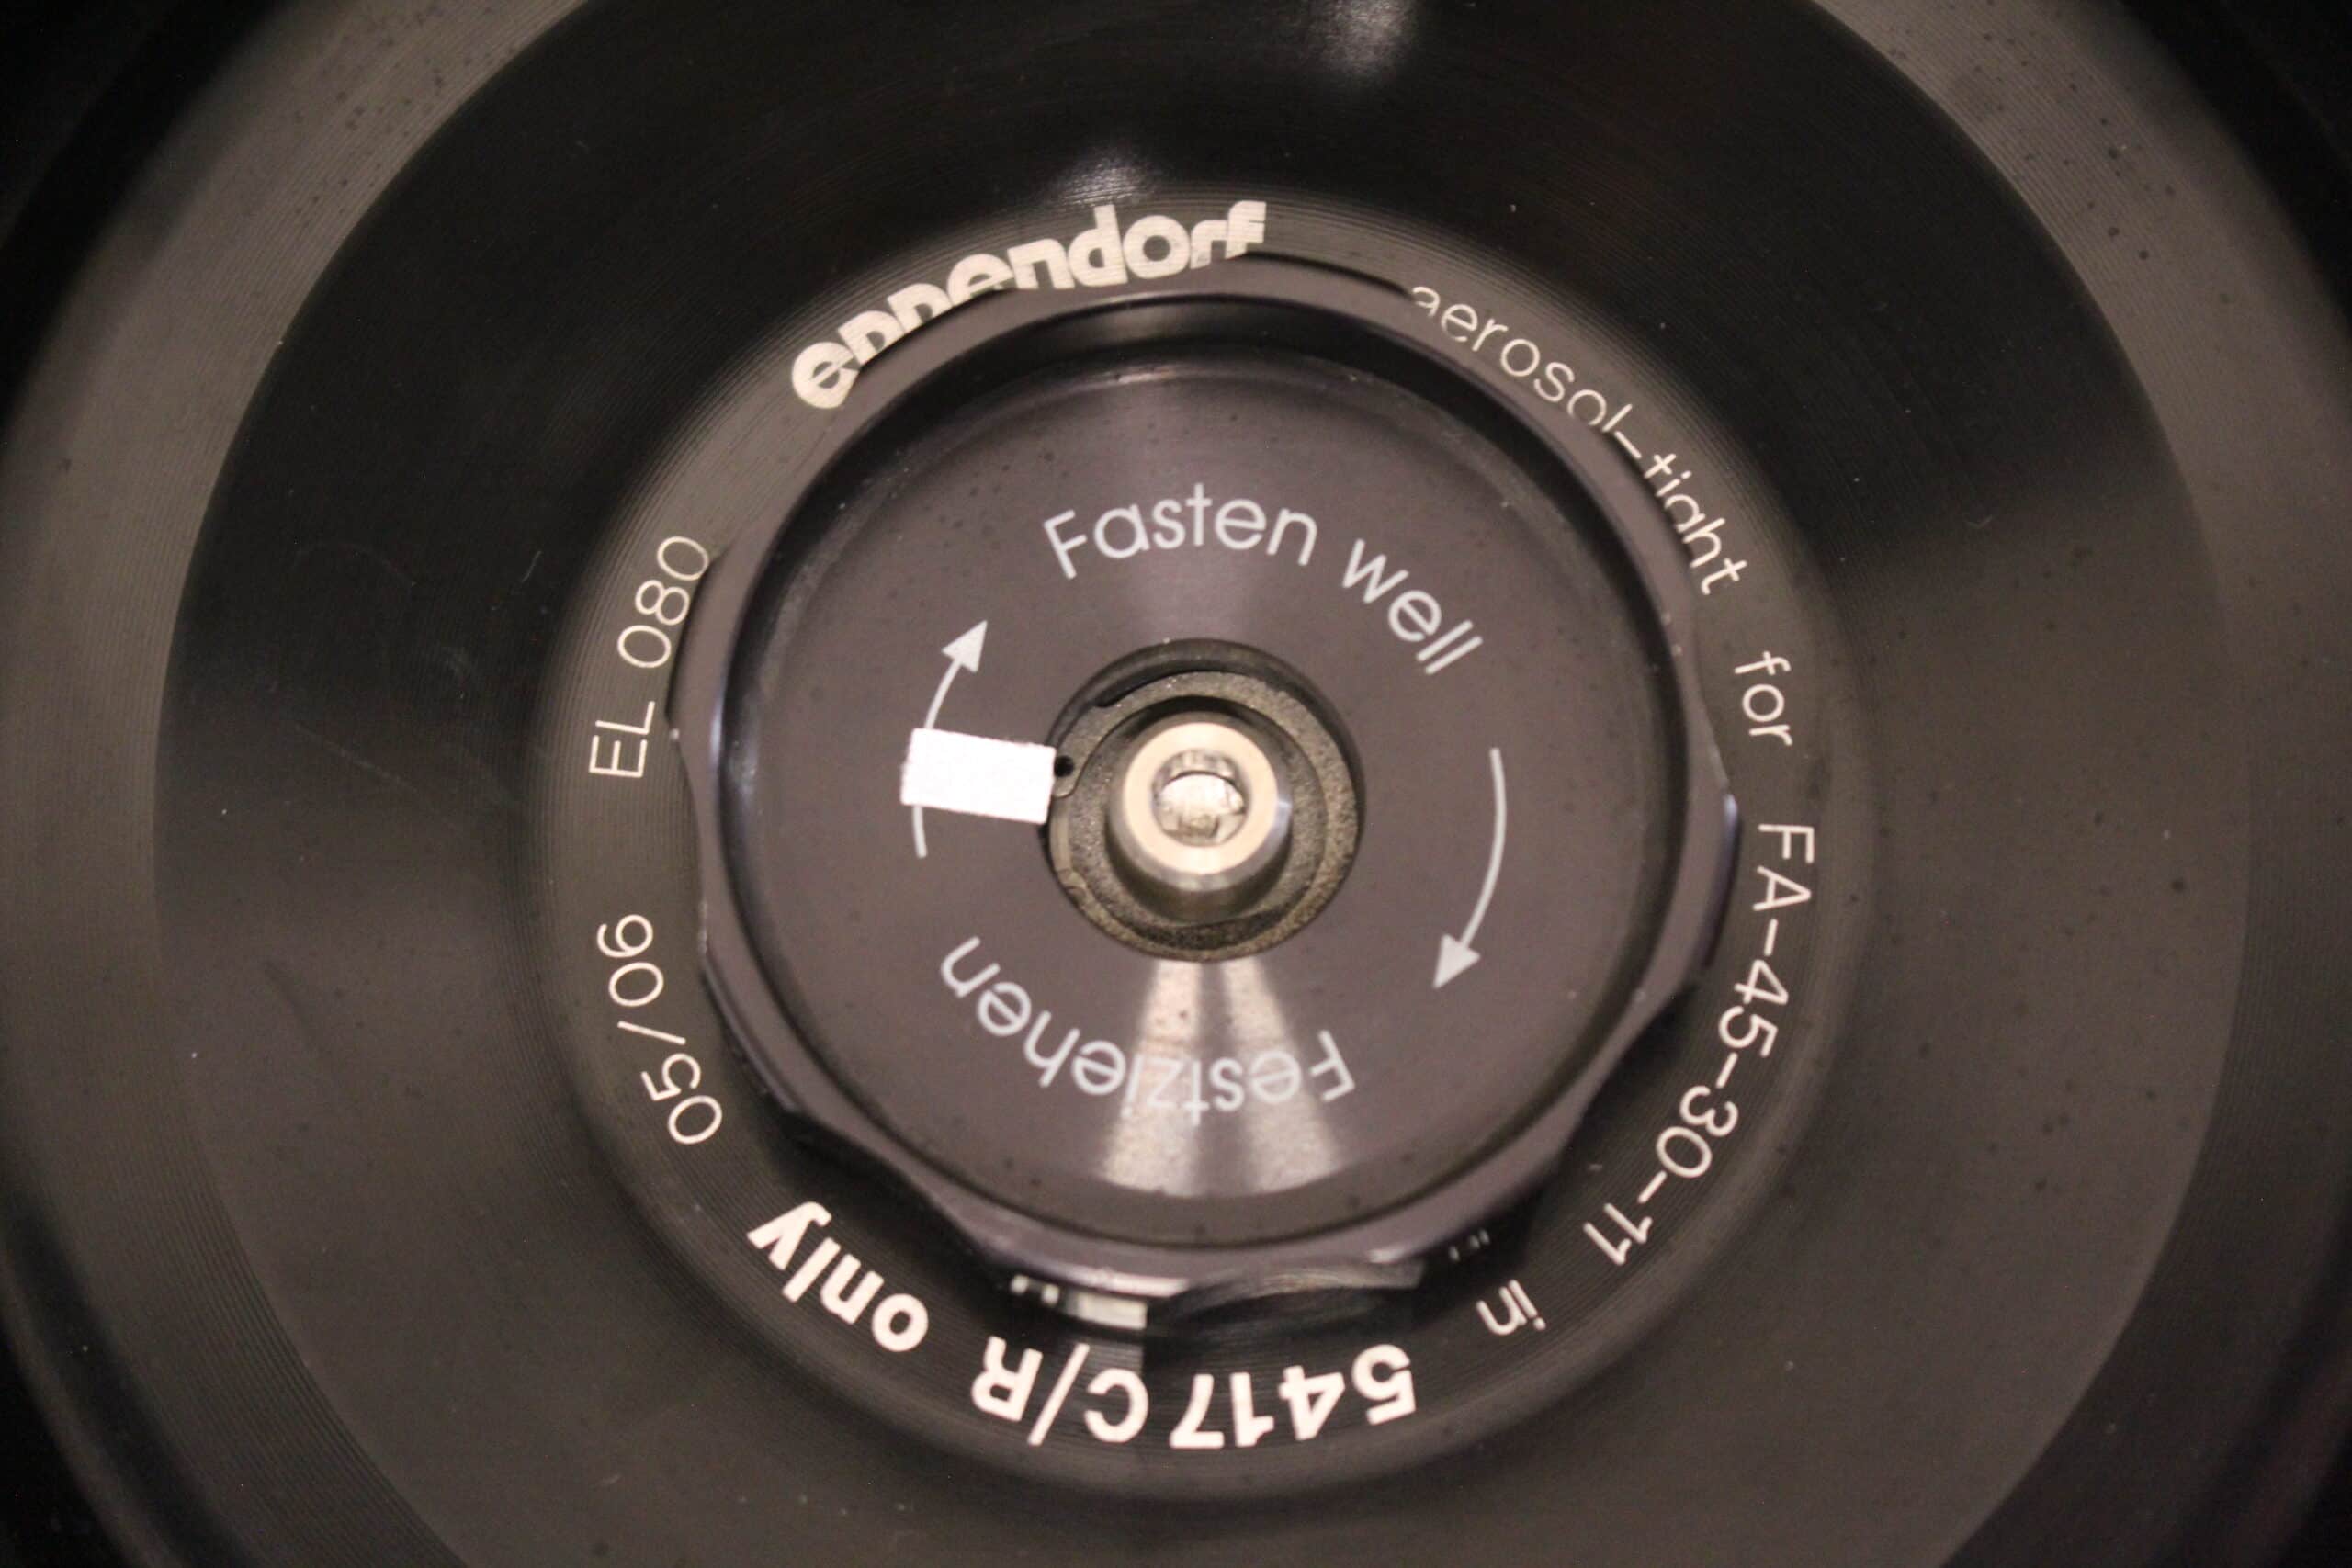 eppendorf
aerosol-tight for FA-45-30-11 in 5417 C/R only
05/06 EL 080
Fasten well
Festziehen